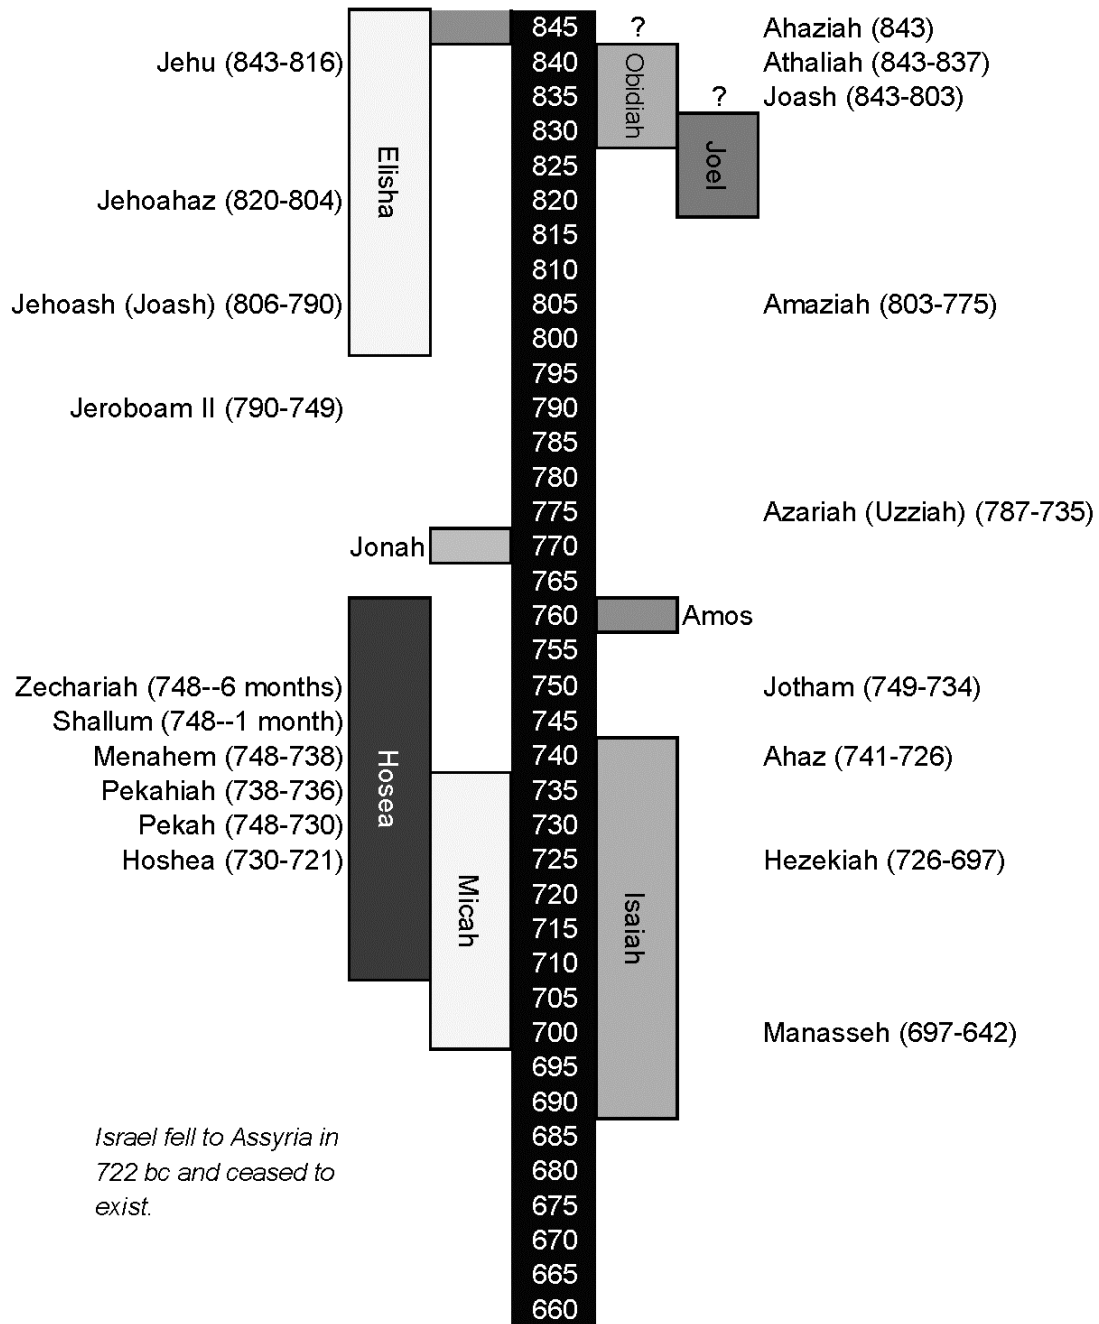 845 ? Ahaziah (843)
Jehu (843-816) 840 Athaliah (843-837)
Obidiah
835 ? Joash (843-803)
830
Elisha
Joel
825
Jehoahaz (820-804) 820
815
810
Jehoash (Joash) (806-790) 805 Amaziah (803-775)
800
795
Jeroboam II (790-749) 790
785
780
775 Azariah (Uzziah) (787-735)
Jonah 770
765
760 Amos
755
Zechariah (748--6 months) 750 Jotham (749-734)
Shallum (748--1 month) 745
Menahem (748-738) 740 Ahaz (741-726)
Hosea
Pekahiah (738-736) 735
Pekah (748-730) 730
Hoshea (730-721) 725 Hezekiah (726-697)
720
Micah
Isaiah
715
710
705
700 Manasseh (697-642)
695
690
Israel fell to Assyria in 685
722 bc and ceased to 680
exist. 675
670
665
660